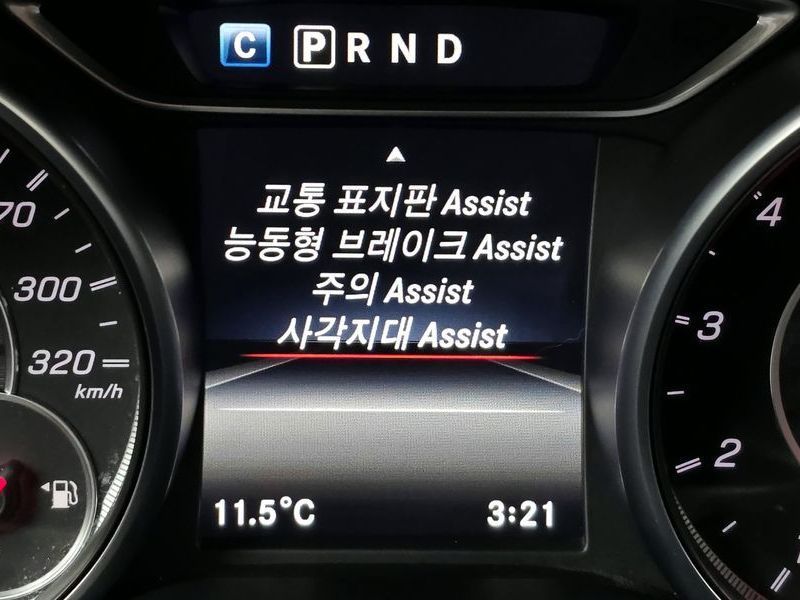 C P R N D
교통 표지판 Assist
능동형 브레이크 Assist
주의 Assist
사각지대 Assist
11.5°C 3:21
300
320
km/h
4
3
2